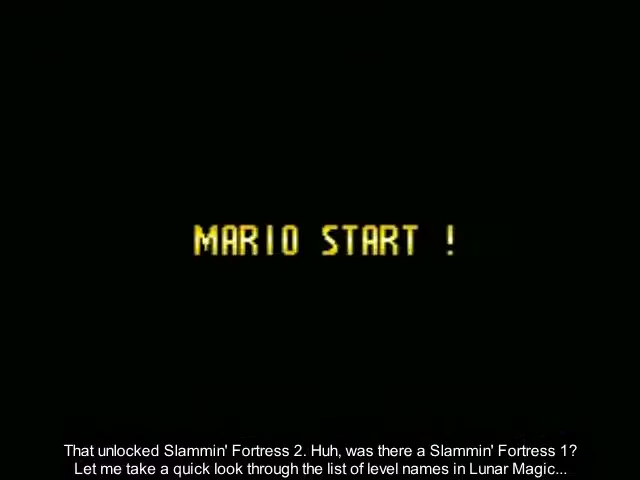 MARIO START !
That unlocked Slammin' Fortress 2. Huh, was there a Slammin' Fortress 1?
Let me take a quick look through the list of level names in Lunar Magic...